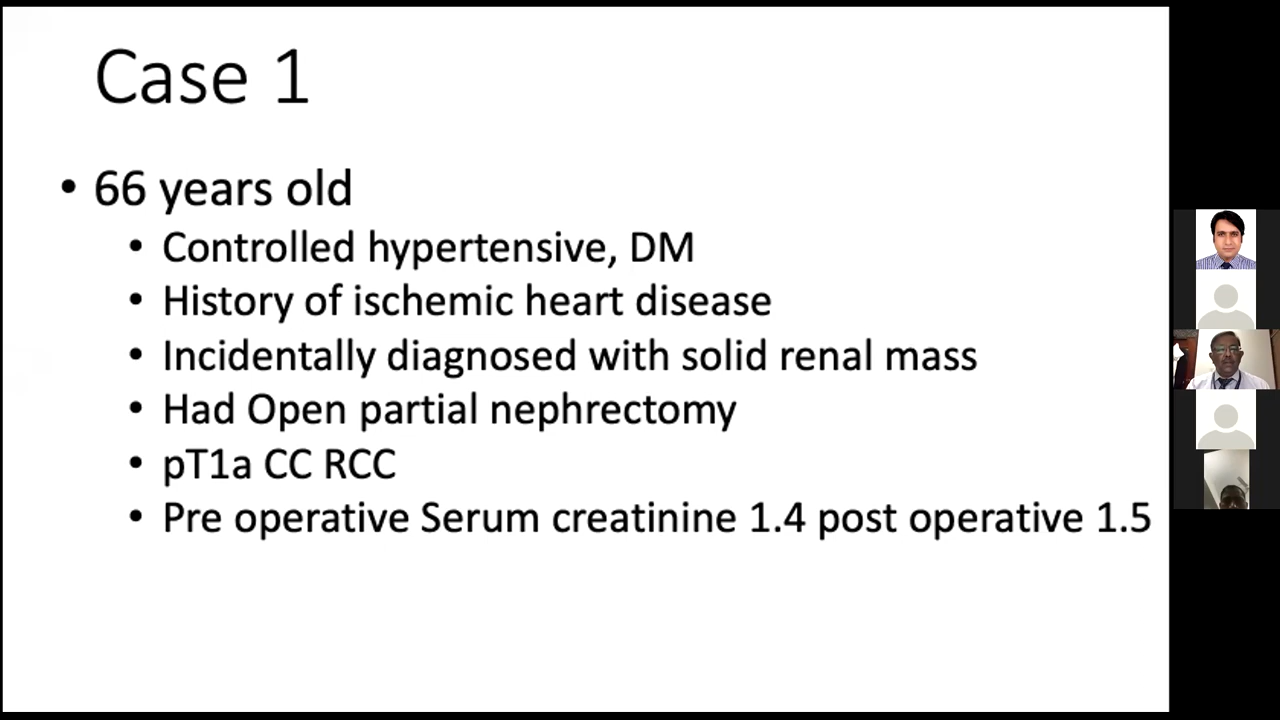 Case 1
• 66 years old
• Controlled hypertensive, DM
• History of ischemic heart disease
• Incidentally diagnosed with solid renal mass
• Had Open partial nephrectomy
• pT1a CC RCC
• Pre operative Serum creatinine 1.4 post operative 1.5